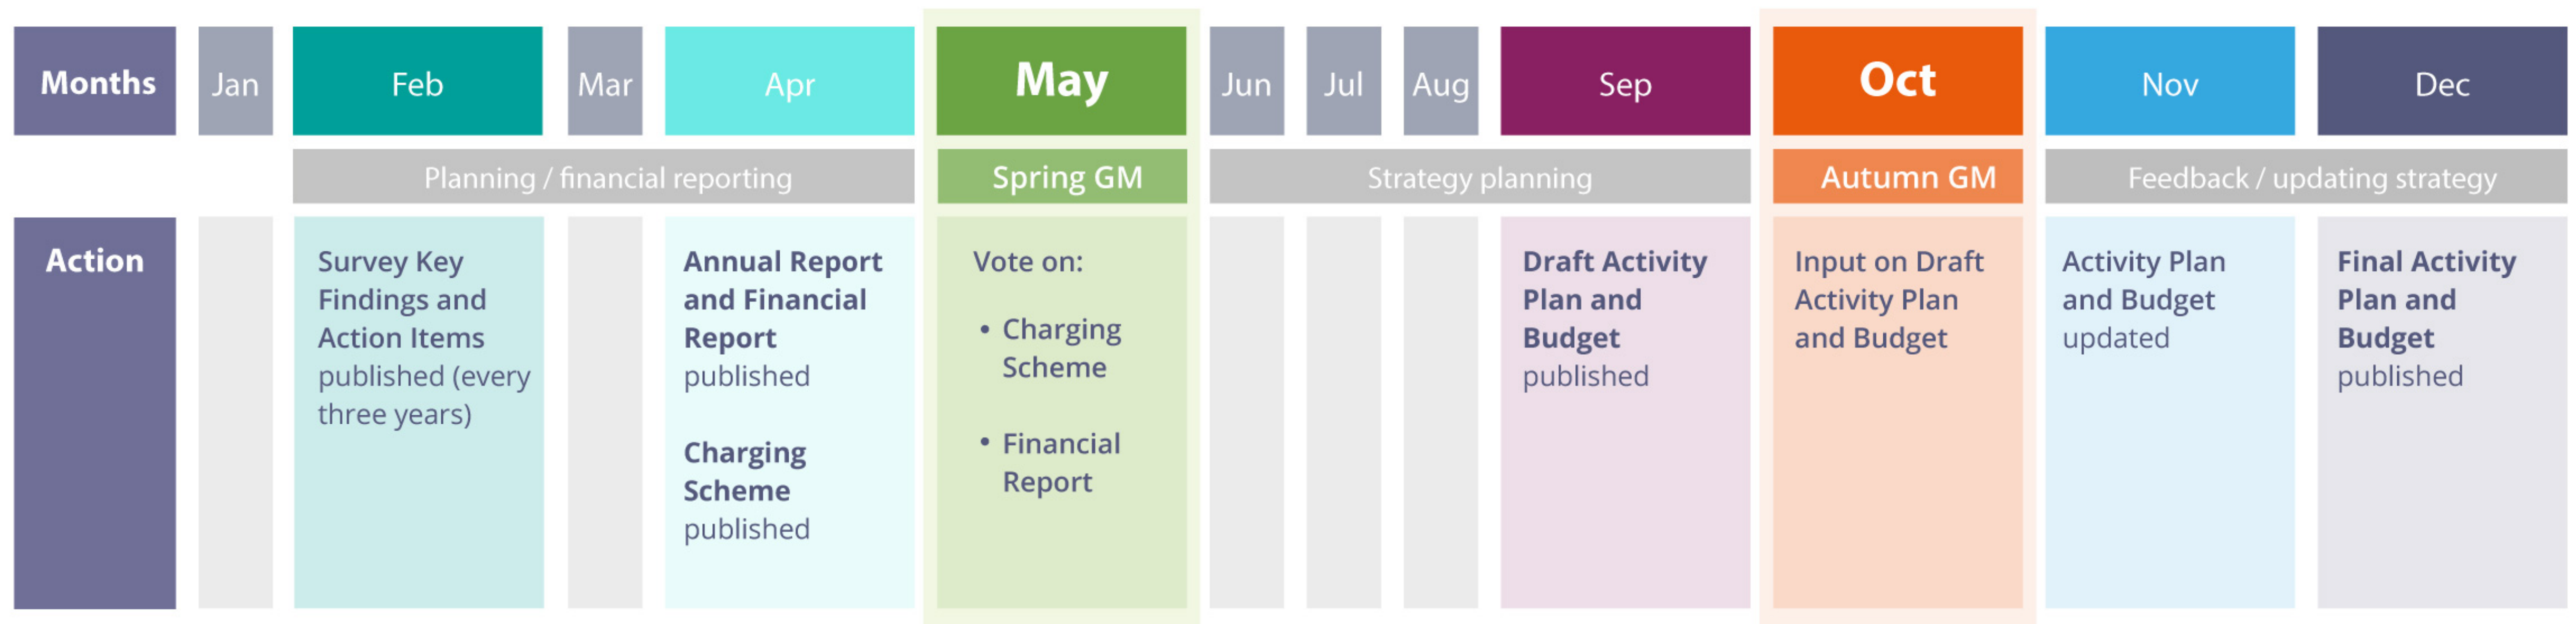 Months
Jan
Feb
Mar
Apr
May
Jun
Jul
Aug
Sep
Oct
Nov
Dec
Planning / financial reporting
Spring GM
Strategy planning
Autumn GM
Feedback / updating strategy
Action
Survey Key
Findings and
Action Items
published (every
three years)
Annual Report
and Financial
Report
published
Charging
Scheme
published
Vote on:
• Charging
Scheme
• Financial
Report
Draft Activity
Plan and
Budget
published
Input on Draft
Activity Plan
and Budget
Activity Plan
and Budget
updated
Final Activity
Plan and
Budget
published